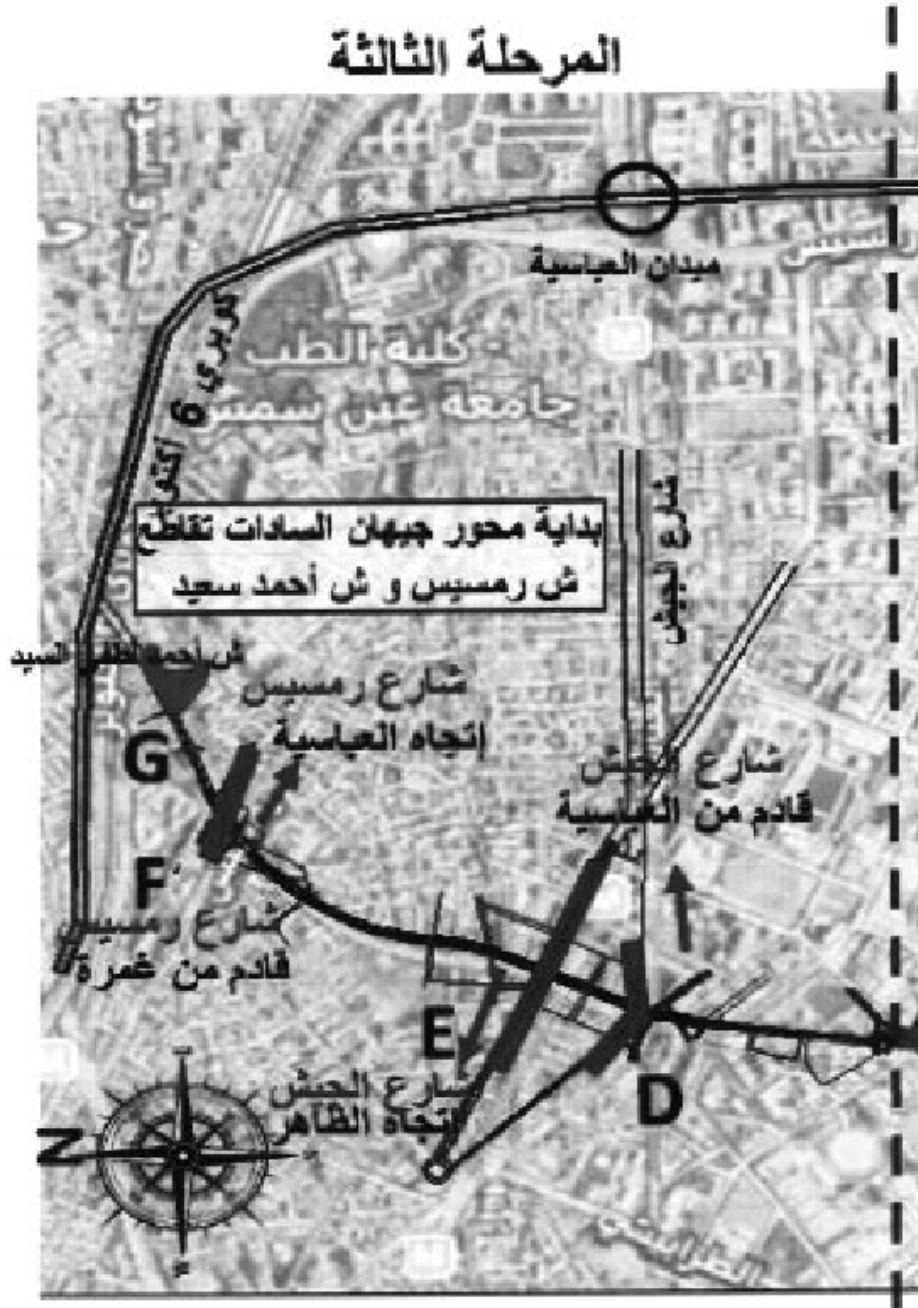 المرحلة الثالثة
ميدان العباسية
كلية الطب -
جامعة عين شمس
كوبري 6 أكتوبر
شارع الجيش
بداية محور جيهان السادات تقاطع
ش رمسيس و ش أحمد سعيد
ش أحمد لطفي السيد
شارع رمسيس
إتجاه العباسية
G
شارع الجيش
قادم من العباسية
F
شارع رمسيس
قادم من غمرة
E
شارع الجيش
إتجاه الظاهر
D
N